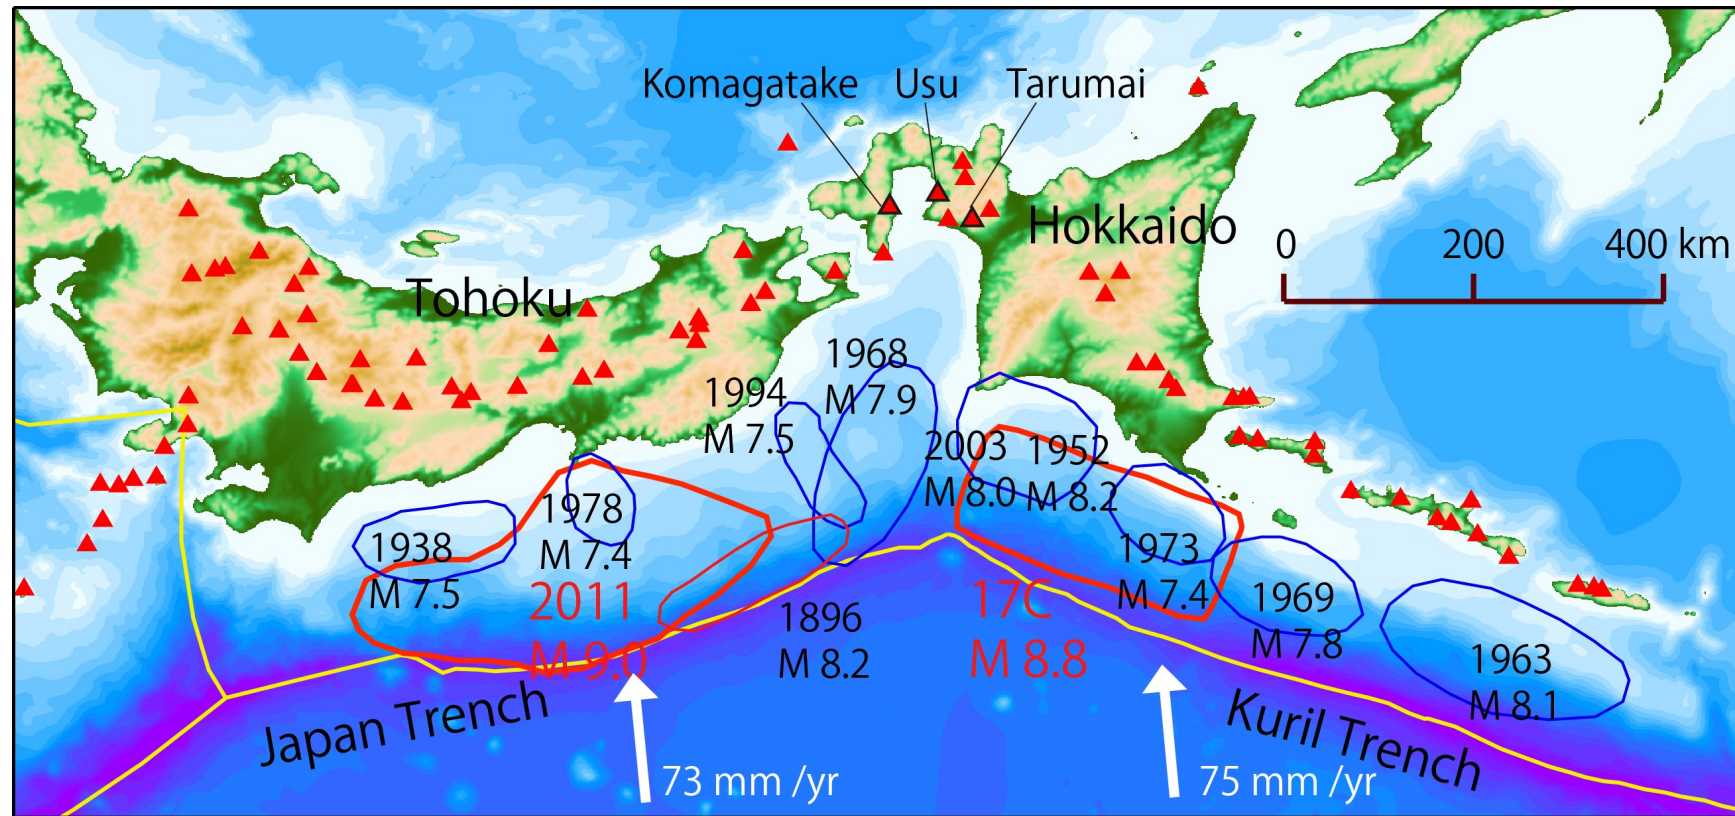 Komagatake Usu Tarumai
Hokkaido
0 200 400 km
Tohoku
1968
M 7.9
1994
M 7.5
2003
M 8.0
1952
M 8.2
1978
M 7.4
1938
M 7.5
2011
M 9.0
1973
M 7.4
17C
M 8.8
1896
M 8.2
1969
M 7.8
1963
M 8.1
Japan Trench
Kuril Trench
73 mm /yr
75 mm /yr